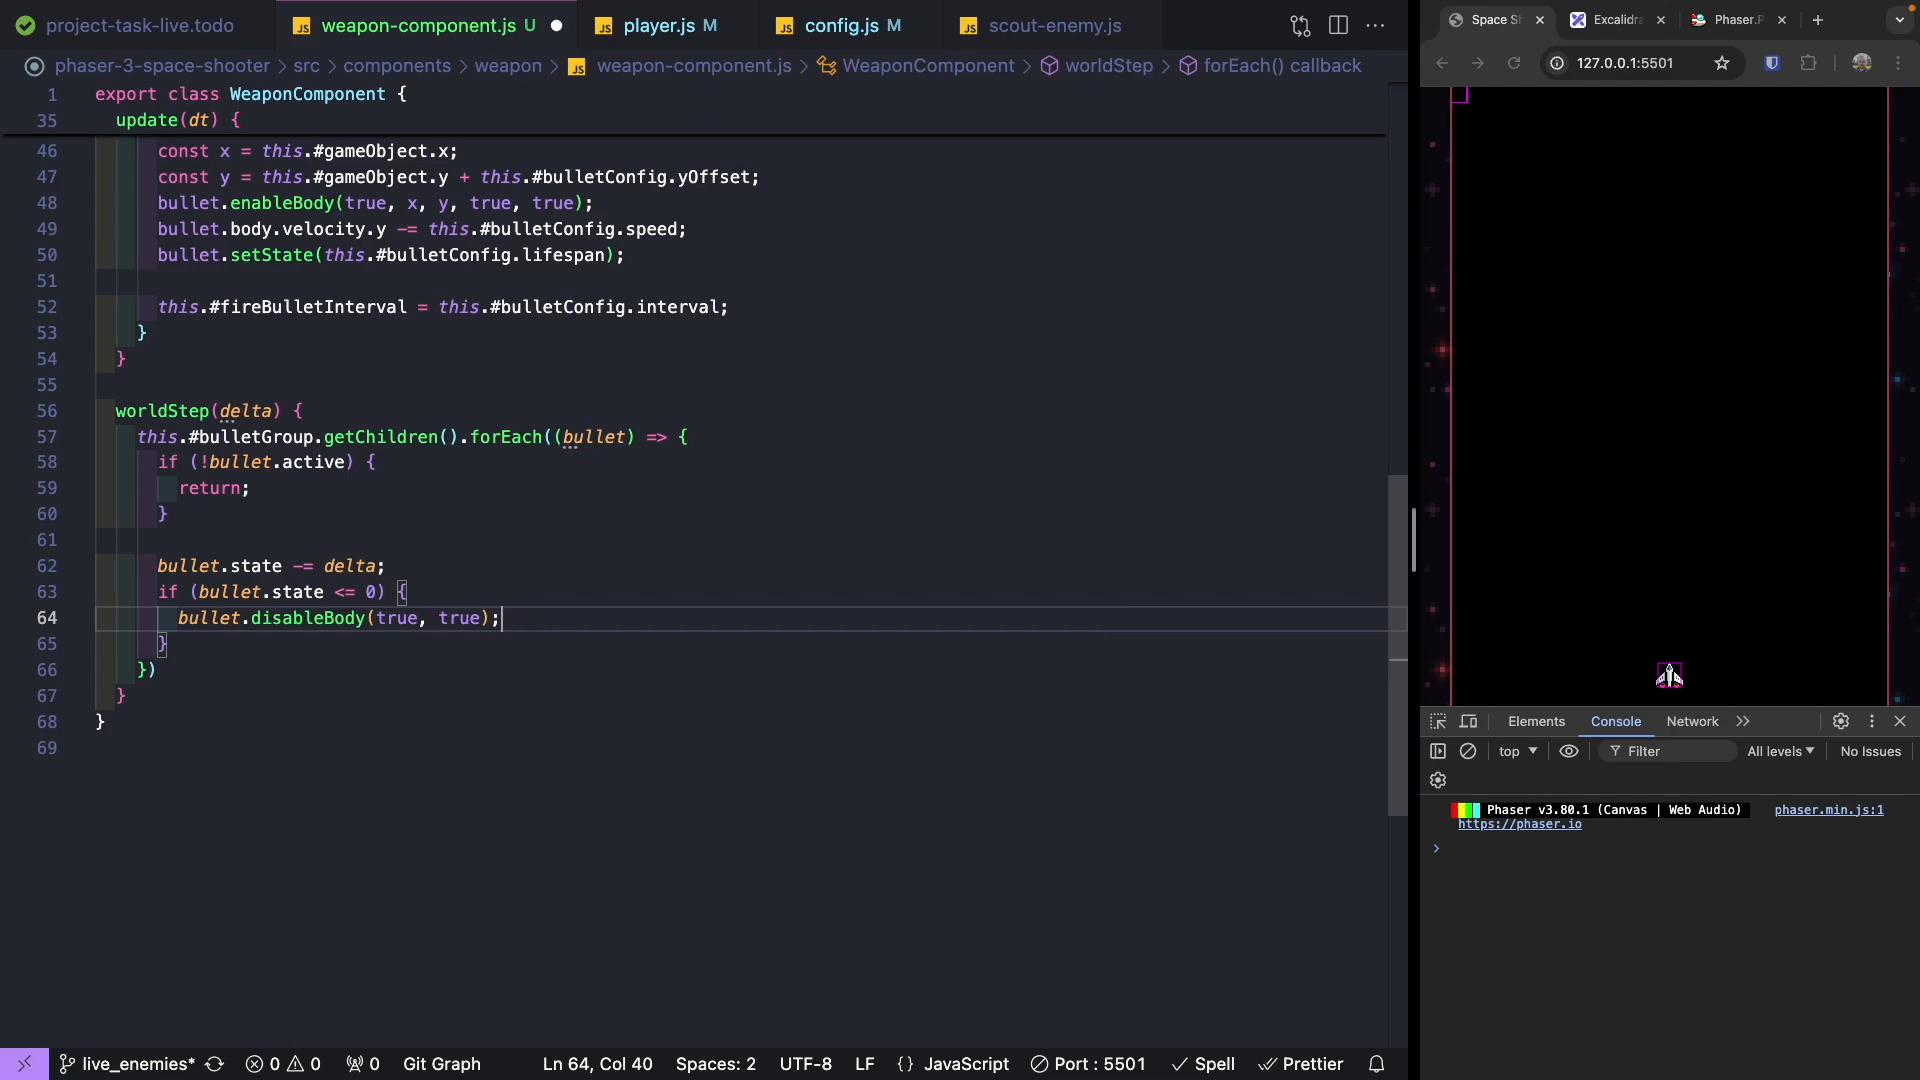 project-task-live.todo
JS weapon-component.js U
JS player.js M
JS config.js M
JS scout-enemy.js
phaser-3-space-shooter > src > components > weapon > JS weapon-component.js > WeaponComponent > worldStep > forEach() callback
1 export class WeaponComponent {
35 update(dt) {
46 const x = this.#gameObject.x;
47 const y = this.#gameObject.y + this.#bulletConfig.yOffset;
48 bullet.enableBody(true, x, y, true, true);
49 bullet.body.velocity.y -= this.#bulletConfig.speed;
50 bullet.setState(this.#bulletConfig.lifespan);
51
52 this.#fireBulletInterval = this.#bulletConfig.interval;
53 }
54 }
55
56 worldStep(delta) {
57 this.#bulletGroup.getChildren().forEach((bullet) => {
58 if (!bullet.active) {
59 return;
60 }
61
62 bullet.state -= delta;
63 if (bullet.state <= 0) {
64 bullet.disableBody(true, true);
65 }
66 })
67 }
68 }
69
live_enemies* 0 0 0 Git Graph Ln 64, Col 40 Spaces: 2 UTF-8 LF {} JavaScript Port : 5501 Spell Prettier
Space Sh
Excalidra
Phaser.P
127.0.0.1:5501
Elements Console Network
top Filter All levels No Issues
Phaser v3.80.1 (Canvas | Web Audio) phaser.min.js:1
https://phaser.io